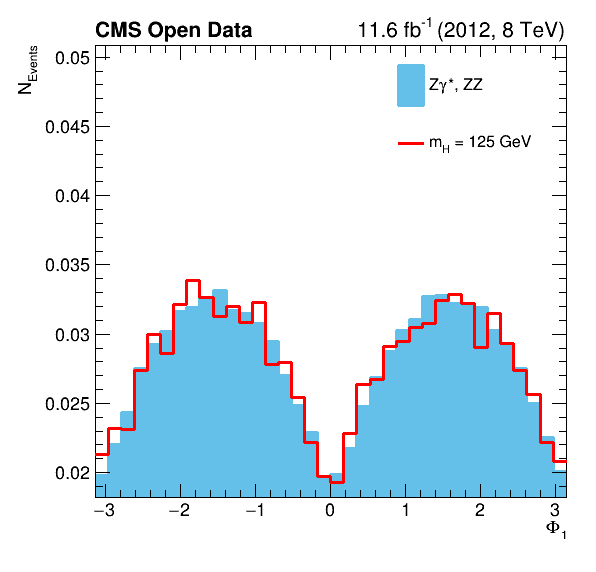 CMS Open Data 11.6 fb⁻¹ (2012, 8 TeV)
N_Events
0.05
0.045
0.04
0.035
0.03
0.025
0.02
Zγ*, ZZ
m_H = 125 GeV
−3 −2 −1 0 1 2 3
Φ₁